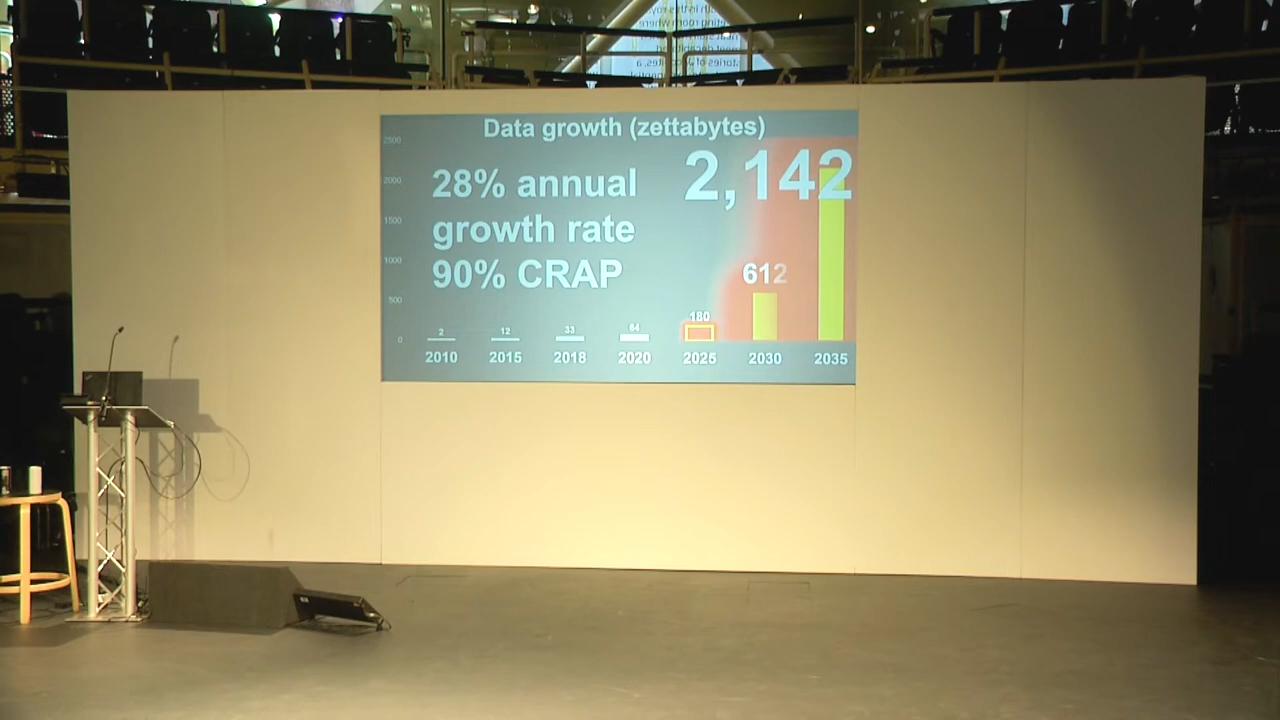 Data growth (zettabytes)
2500
2000
1500
1000
500
0
28% annual
growth rate
90% CRAP
2,142
612
180
64
33
12
2
2010 2015 2018 2020 2025 2030 2035